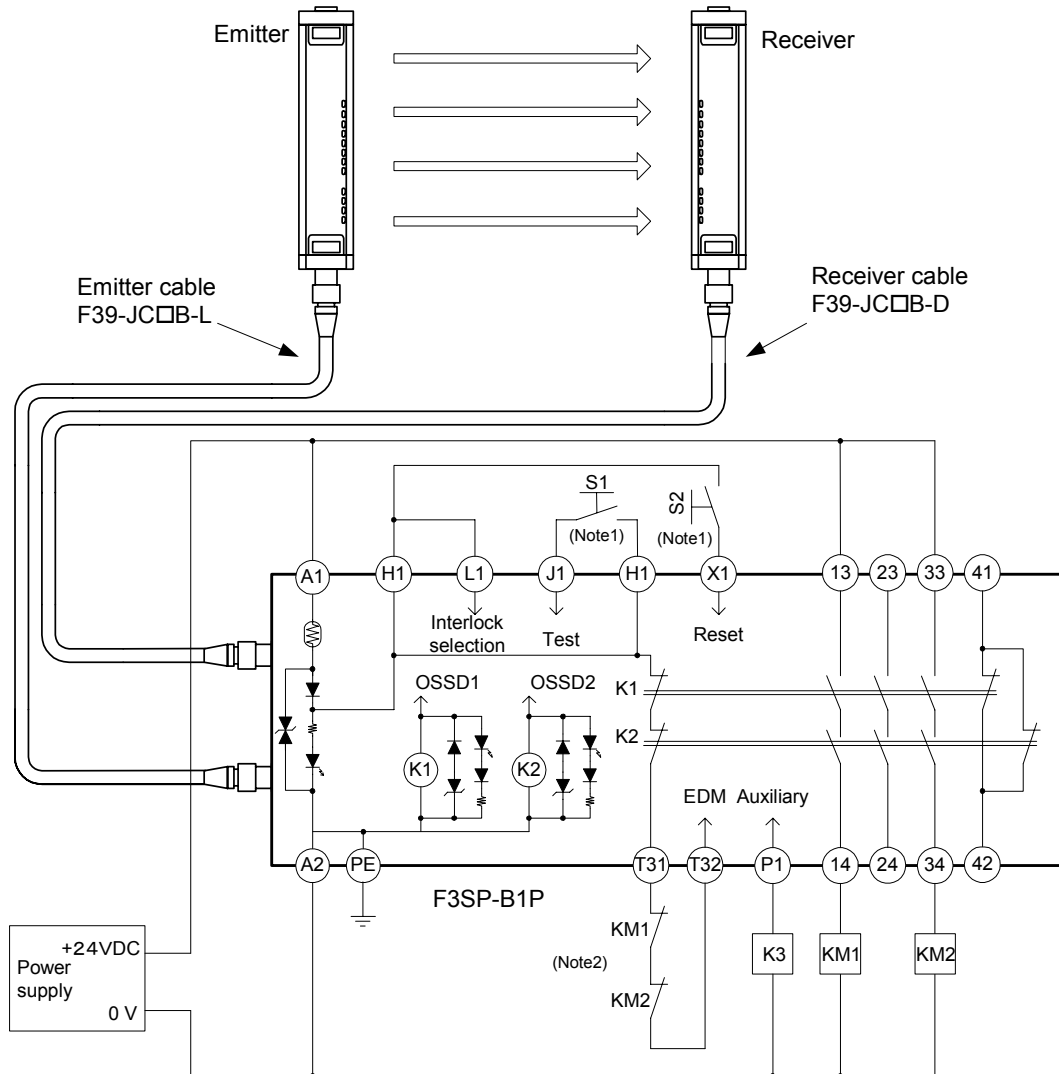 Emitter
Receiver
Emitter cable
F39-JC□B-L
Receiver cable
F39-JC□B-D
S1
(Note1)
S2
(Note1)
A1
H1
L1
J1
H1
X1
13
23
33
41
Interlock
selection
Test
Reset
OSSD1
OSSD2
K1
K2
K1
K2
EDM
Auxiliary
A2
PE
T31
T32
P1
14
24
34
42
F3SP-B1P
+24VDC
Power
supply
0 V
KM1
(Note2)
KM2
K3
KM1
KM2